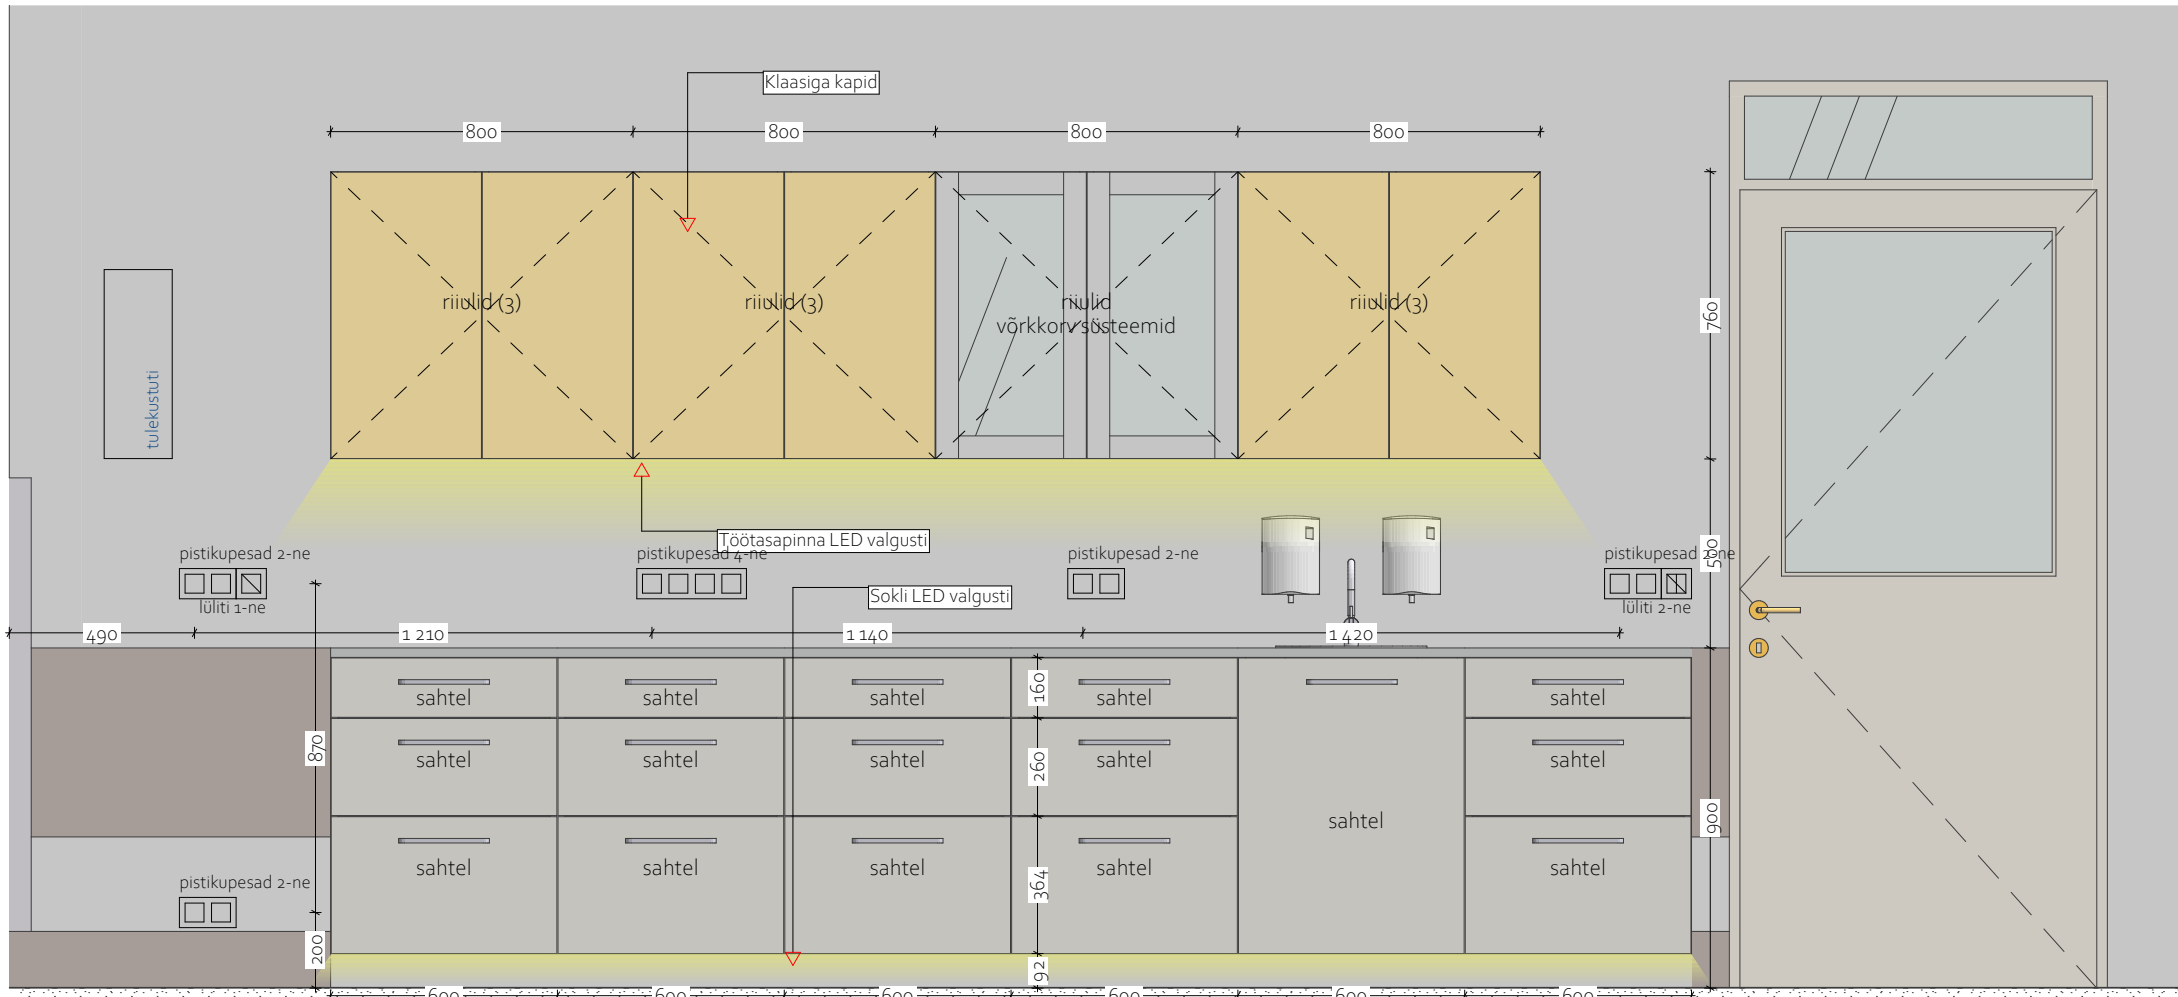 Klaasiga kapid
800 800 800 800
riiulid (3) riiulid (3) riiulid riiulid (3)
võrkkorv süsteemid
760
tulekustuti
Töötasapinna LED valgusti
pistikupesad 2-ne pistikupesad 4-ne pistikupesad 2-ne pistikupesad 2-ne
500
Sokli LED valgusti
lüliti 1-ne lüliti 2-ne
490 1 210 1 140 1 420
160
sahtel sahtel sahtel sahtel sahtel
870
260
sahtel sahtel sahtel sahtel sahtel
sahtel
900
sahtel sahtel sahtel sahtel sahtel
364
pistikupesad 2-ne
200
92
600 600 600 600 600 600